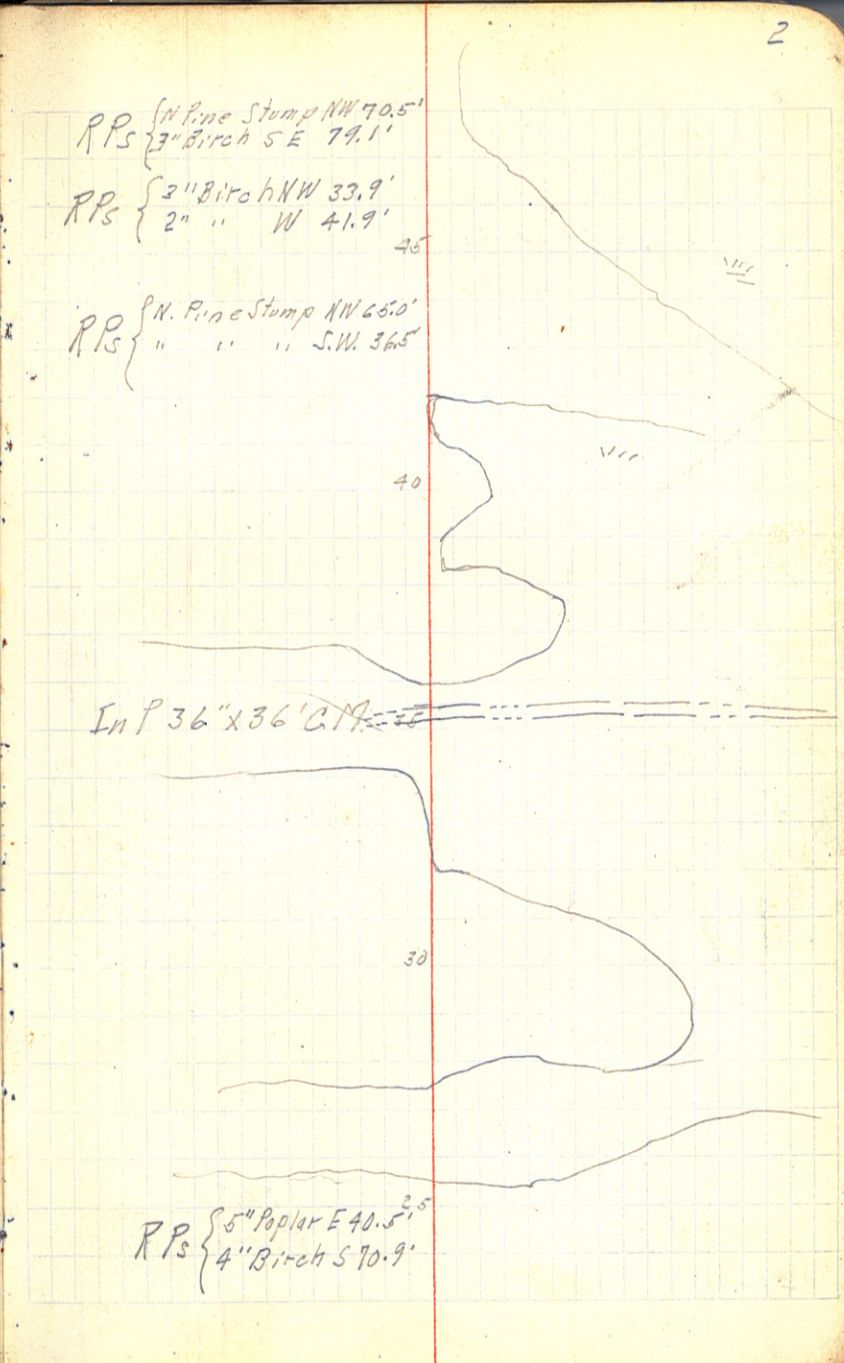 2
RPs { N Pine Stump NW 70.5'
3" Birch S E 79.1'
RPs { 3" Birch NW 33.9'
2" " W 41.9'
45
RPs { N. Pine Stump NW 65.0'
" " " S.W. 36.5'
40
In P 36" x 36' C M 35
30
25
RPs { 5" Poplar E 40.5'
4" Birch S 70.9'